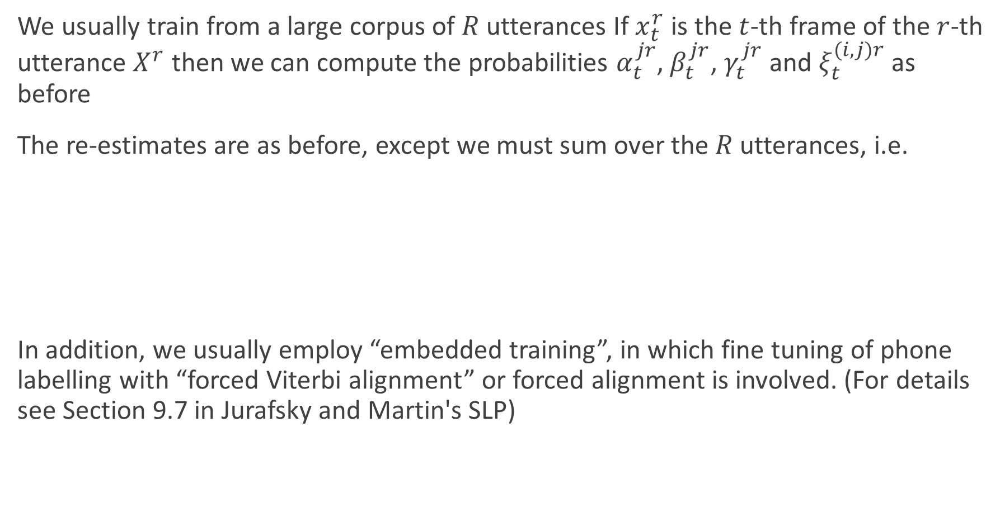 We usually train from a large corpus of R utterances If x_t^r is the t-th frame of the r-th
utterance X^r then we can compute the probabilities α_t^{jr}, β_t^{jr}, γ_t^{jr} and ξ_t^{(i,j)r} as
before
The re-estimates are as before, except we must sum over the R utterances, i.e.
In addition, we usually employ “embedded training”, in which fine tuning of phone
labelling with “forced Viterbi alignment” or forced alignment is involved. (For details
see Section 9.7 in Jurafsky and Martin's SLP)